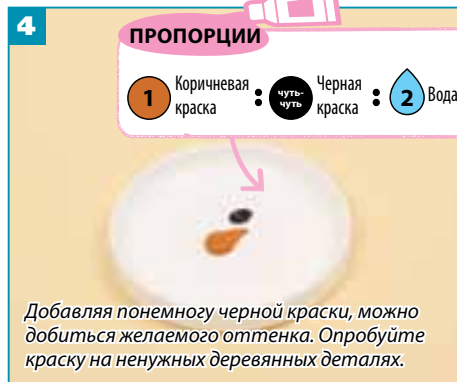 4
ПРОПОРЦИИ
1 Коричневая краска : чуть-чуть Черная краска : 2 Вода
Добавляя понемногу черной краски, можно
добиться желаемого оттенка. Опробуйте
краску на ненужных деревянных деталях.